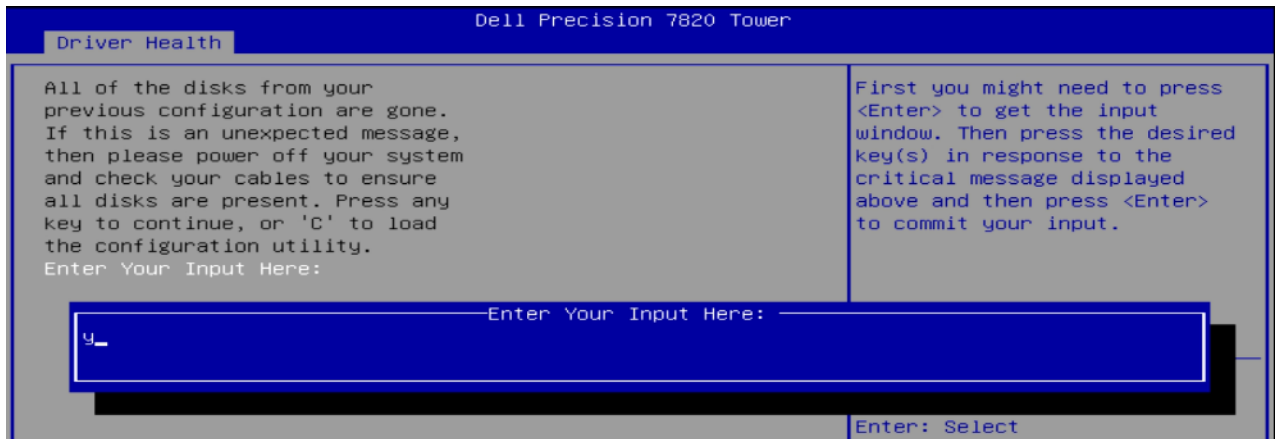 Dell Precision 7820 Tower
Driver Health
All of the disks from your
previous configuration are gone.
If this is an unexpected message,
then please power off your system
and check your cables to ensure
all disks are present. Press any
key to continue, or 'C' to load
the configuration utility.
Enter Your Input Here:
First you might need to press
<Enter> to get the input
window. Then press the desired
key(s) in response to the
critical message displayed
above and then press <Enter>
to commit your input.
Enter Your Input Here:
y_
Enter: Select